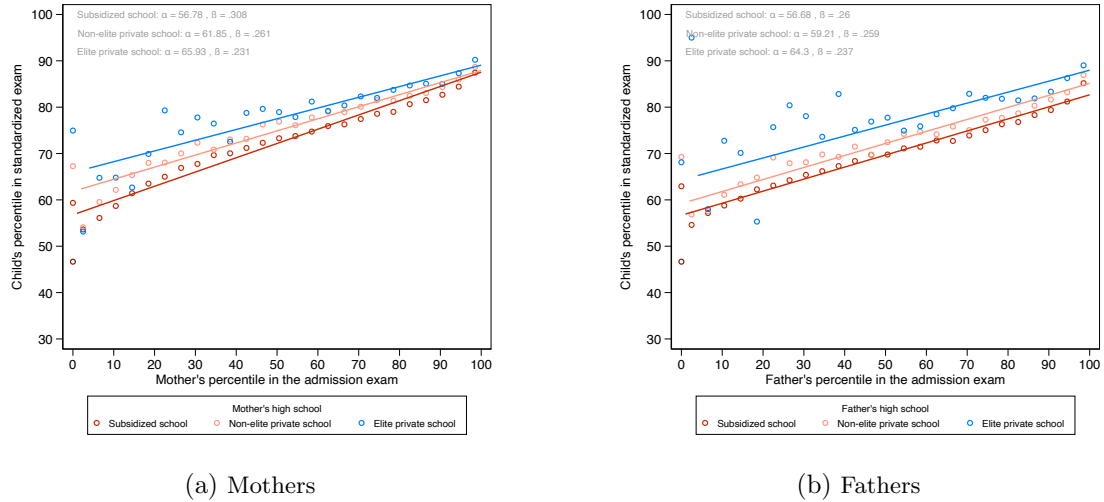 Subsidized school: α = 56.78 , ß = .308
Non-elite private school: α = 61.85 , ß = .261
Elite private school: α = 65.93 , ß = .231
Child's percentile in standardized exam
100
90
80
70
60
50
40
30
0 10 20 30 40 50 60 70 80 90 100
Mother's percentile in the admission exam
Mother's high school
Subsidized school Non-elite private school Elite private school
(a) Mothers
Subsidized school: α = 56.68 , ß = .26
Non-elite private school: α = 59.21 , ß = .259
Elite private school: α = 64.3 , ß = .237
Child's percentile in standardized exam
100
90
80
70
60
50
40
30
0 10 20 30 40 50 60 70 80 90 100
Father's percentile in the admission exam
Father's high school
Subsidized school Non-elite private school Elite private school
(b) Fathers